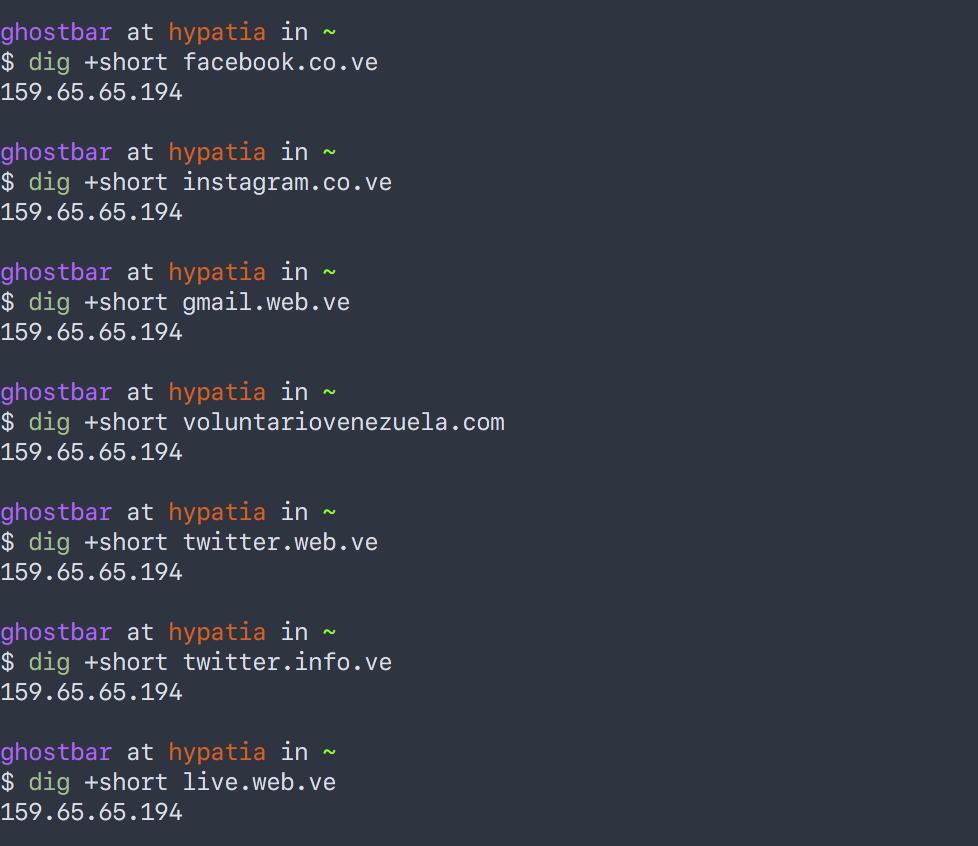 ghostbar at hypatia in ~
$ dig +short facebook.co.ve
159.65.65.194
ghostbar at hypatia in ~
$ dig +short instagram.co.ve
159.65.65.194
ghostbar at hypatia in ~
$ dig +short gmail.web.ve
159.65.65.194
ghostbar at hypatia in ~
$ dig +short voluntariovenezuela.com
159.65.65.194
ghostbar at hypatia in ~
$ dig +short twitter.web.ve
159.65.65.194
ghostbar at hypatia in ~
$ dig +short twitter.info.ve
159.65.65.194
ghostbar at hypatia in ~
$ dig +short live.web.ve
159.65.65.194